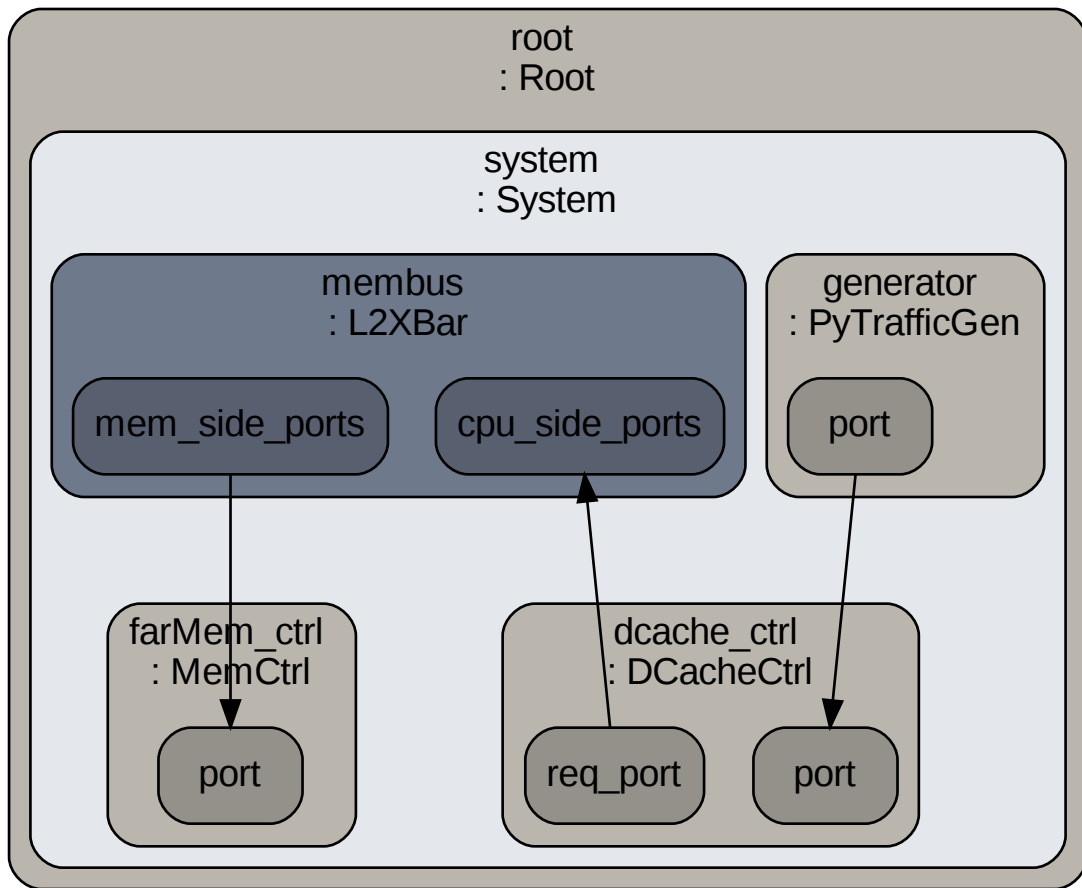 root
: Root
system
: System
membus
: L2XBar
generator
: PyTrafficGen
mem_side_ports
cpu_side_ports
port
farMem_ctrl
: MemCtrl
dcache_ctrl
: DCacheCtrl
port
req_port
port